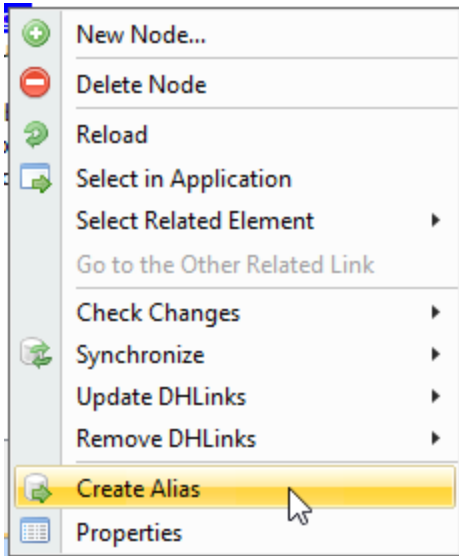 New Node...
Delete Node
Reload
Select in Application
Select Related Element
Go to the Other Related Link
Check Changes
Synchronize
Update DHLinks
Remove DHLinks
Create Alias
Properties